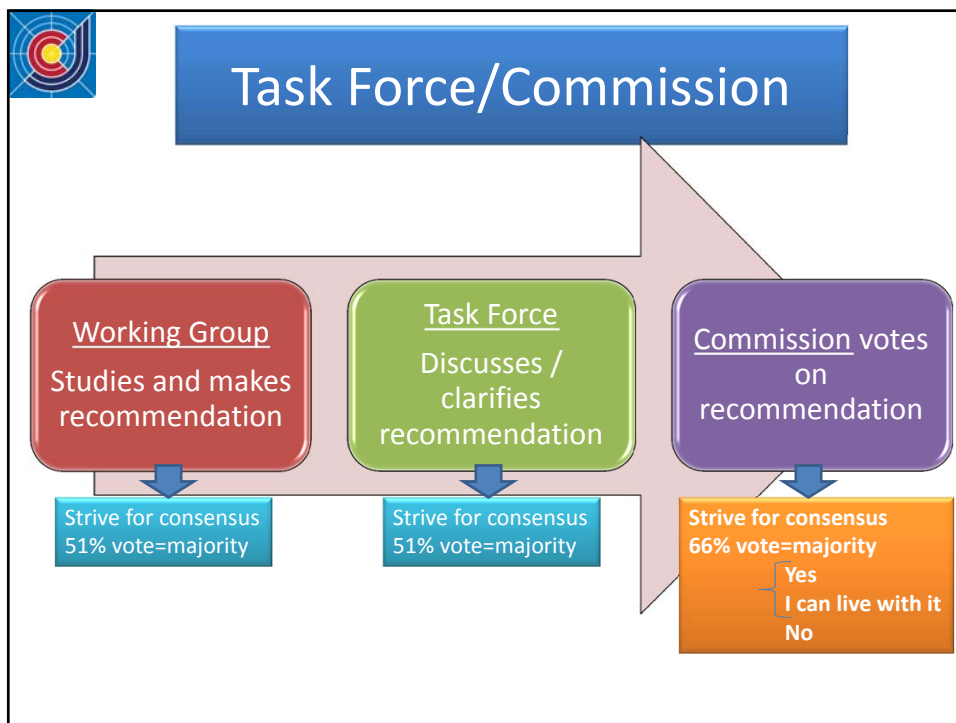 Task Force/Commission
Working Group
Studies and makes
recommendation
Task Force
Discusses /
clarifies
recommendation
Commission votes
on
recommendation
Strive for consensus
51% vote=majority
Strive for consensus
51% vote=majority
Strive for consensus
66% vote=majority
Yes
I can live with it
No